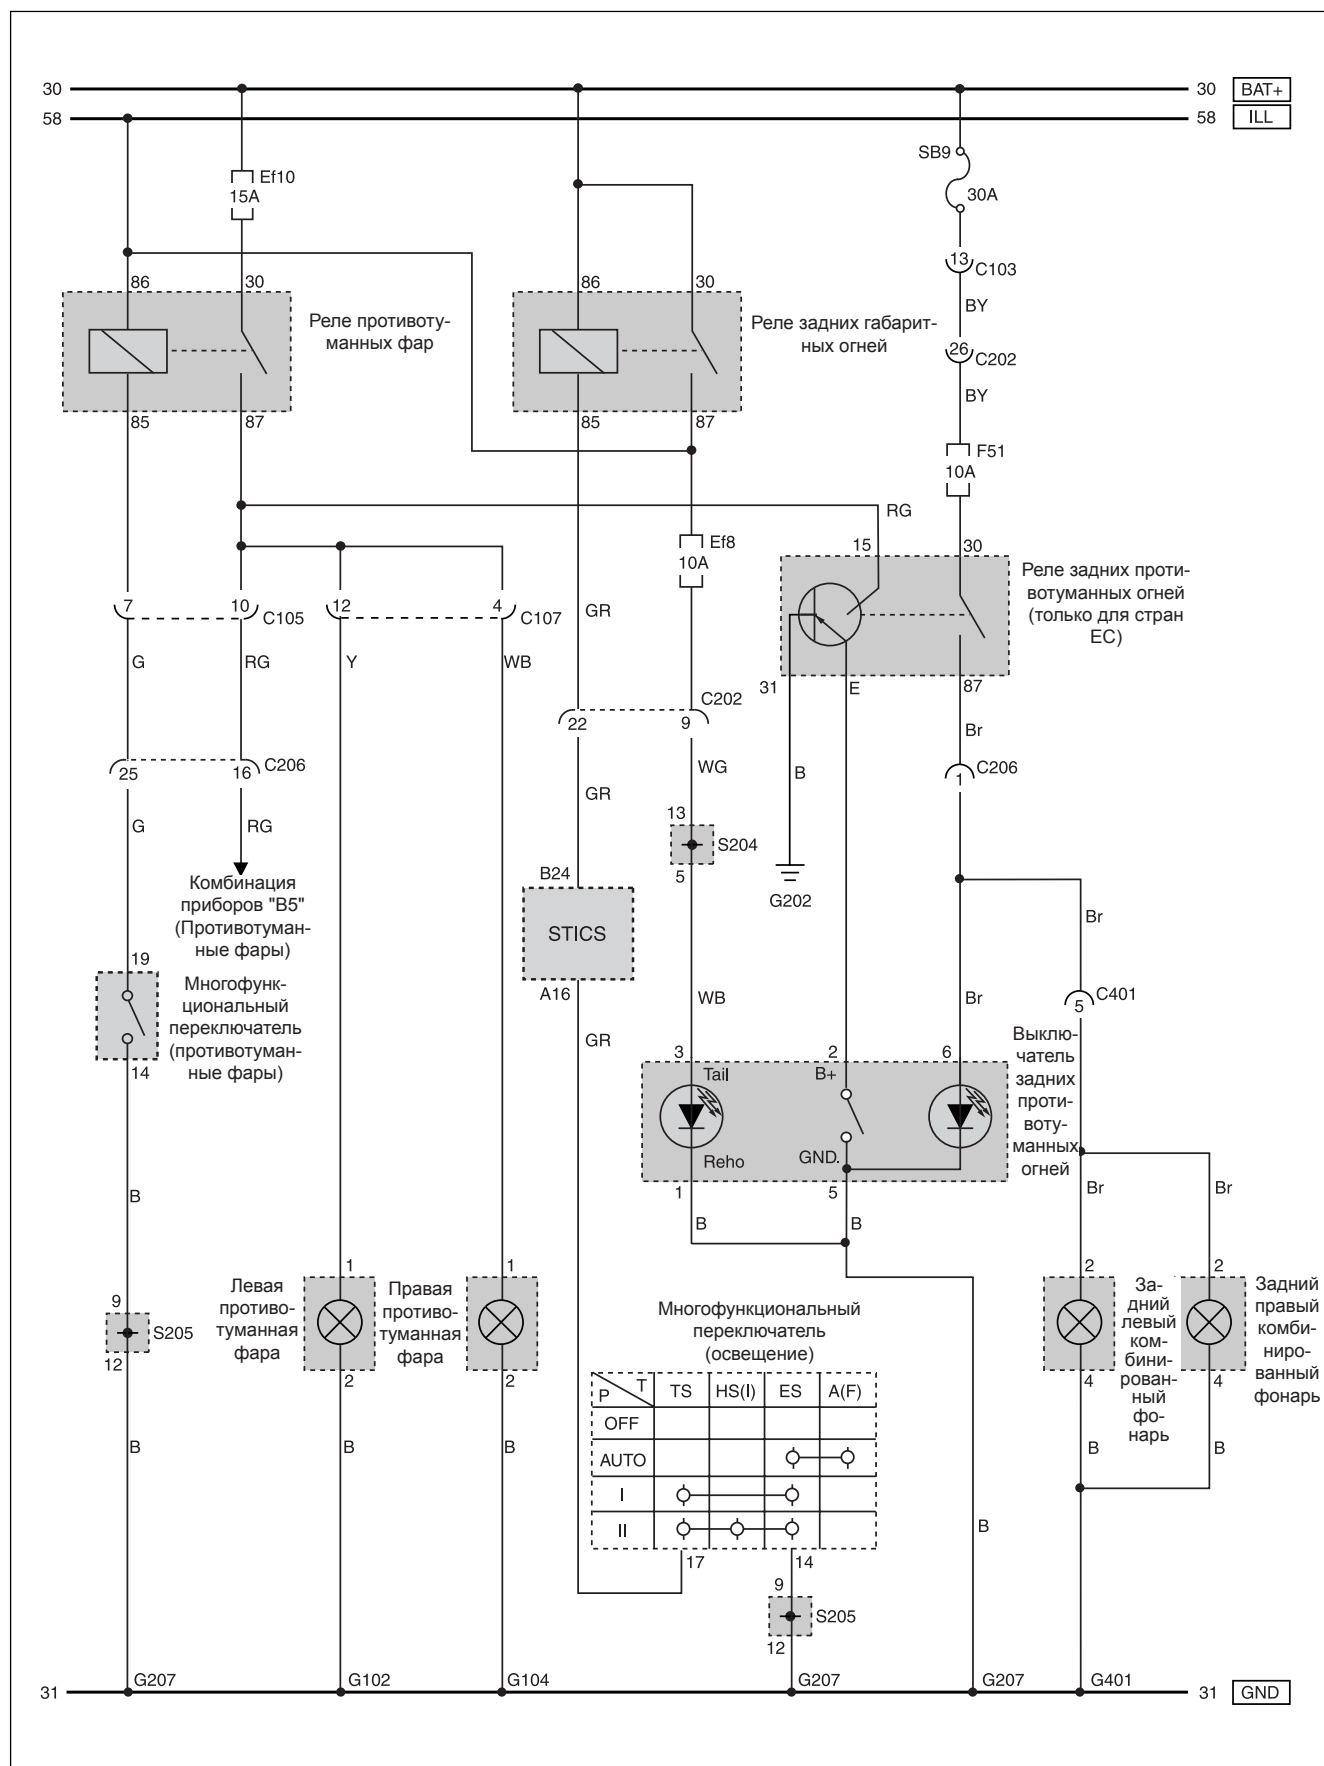 30
30
BAT+
58
58
ILL
SB9
Ef10
15A
30A
13
C103
86
30
86
30
BY
Реле противоту-
манных фар
Реле задних габарит-
ных огней
26
C202
BY
85
87
85
87
F51
10A
RG
Ef8
10A
15
30
Реле задних проти-
вотуманных огней
(только для стран
ЕС)
7
10
C105
12
4
C107
GR
G
RG
Y
WB
31
E
87
C202
22
9
Br
25
16
C206
WG
B
C206
1
GR
13
S204
5
G
RG
Комбинация
приборов "В5"
(Противотуман-
ные фары)
B24
STICS
A16
G202
Br
19
Многофунк-
циональный
переключатель
(противотуман-
ные фары)
14
WB
Br
C401
5
GR
Выклю-
чатель
задних
проти-
воту-
манных
огней
3
2
6
Tail
B+
Reho
GND.
1
5
B
B
B
Br
Br
1
1
2
2
Левая
противо-
туманная
фара
Правая
противо-
туманная
фара
За-
дний
левый
ком-
бини-
рован-
ный
фо-
нарь
Задний
правый
комби-
ниро-
ванный
фонарь
9
S205
12
2
2
4
4
Многофункциональный
переключатель
(освещение)
P
T
TS
HS(I)
ES
A(F)
OFF
AUTO
I
II
B
B
B
B
B
B
17
14
9
S205
12
31
G207
G102
G104
G207
G207
G401
31
GND